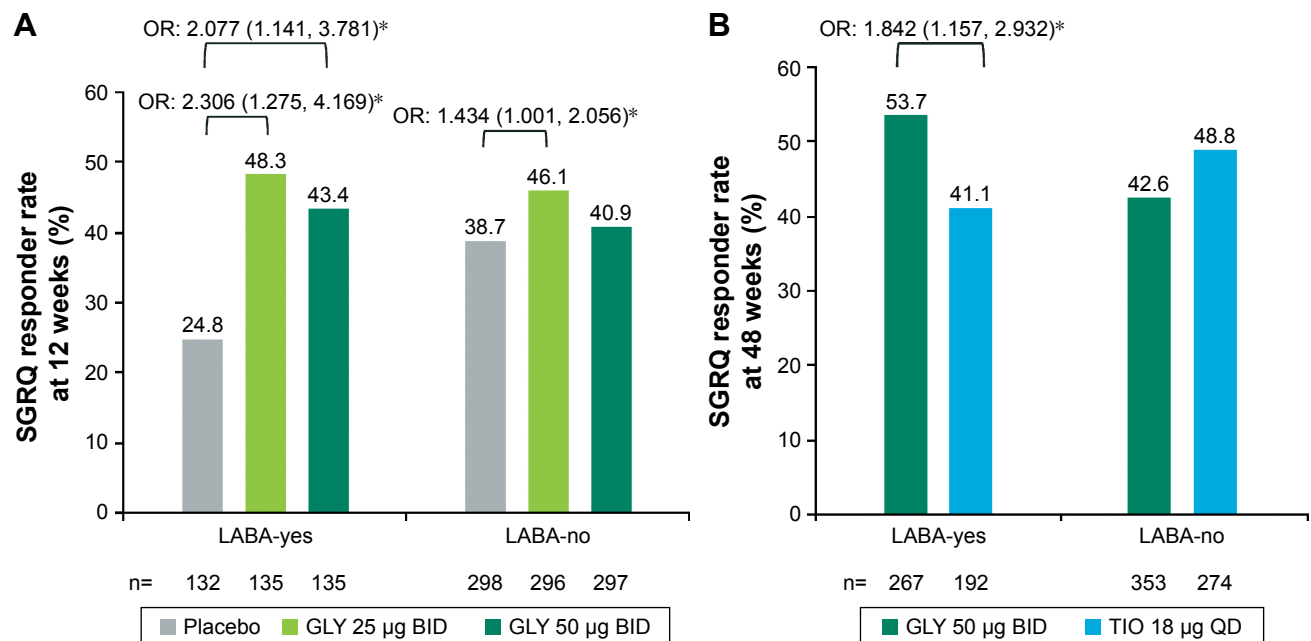 A
OR: 2.077 (1.141, 3.781)*
OR: 2.306 (1.275, 4.169)*
OR: 1.434 (1.001, 2.056)*
SGRQ responder rate
at 12 weeks (%)
60
50
40
30
20
10
0
24.8
48.3
43.4
38.7
46.1
40.9
LABA-yes LABA-no
n= 132 135 135 298 296 297
Placebo GLY 25 µg BID GLY 50 µg BID
B
OR: 1.842 (1.157, 2.932)*
SGRQ responder rate
at 48 weeks (%)
60
50
40
30
20
10
0
53.7
41.1
42.6
48.8
LABA-yes LABA-no
n= 267 192 353 274
GLY 50 µg BID TIO 18 µg QD